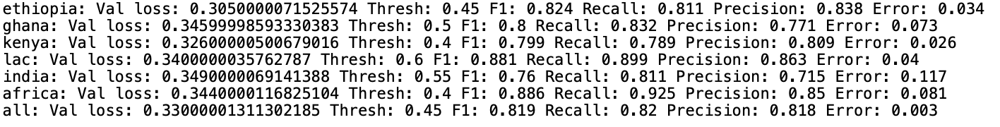 ethiopia: Val loss: 0.3050000071525574 Thresh: 0.45 F1: 0.824 Recall: 0.811 Precision: 0.838 Error: 0.034
ghana: Val loss: 0.34599998593330383 Thresh: 0.5 F1: 0.8 Recall: 0.832 Precision: 0.771 Error: 0.073
kenya: Val loss: 0.32600000500679016 Thresh: 0.4 F1: 0.799 Recall: 0.789 Precision: 0.809 Error: 0.026
lac: Val loss: 0.3400000035762787 Thresh: 0.6 F1: 0.881 Recall: 0.899 Precision: 0.863 Error: 0.04
india: Val loss: 0.3490000069141388 Thresh: 0.55 F1: 0.76 Recall: 0.811 Precision: 0.715 Error: 0.117
africa: Val loss: 0.3440000116825104 Thresh: 0.4 F1: 0.886 Recall: 0.925 Precision: 0.85 Error: 0.081
all: Val loss: 0.33000001311302185 Thresh: 0.45 F1: 0.819 Recall: 0.82 Precision: 0.818 Error: 0.003